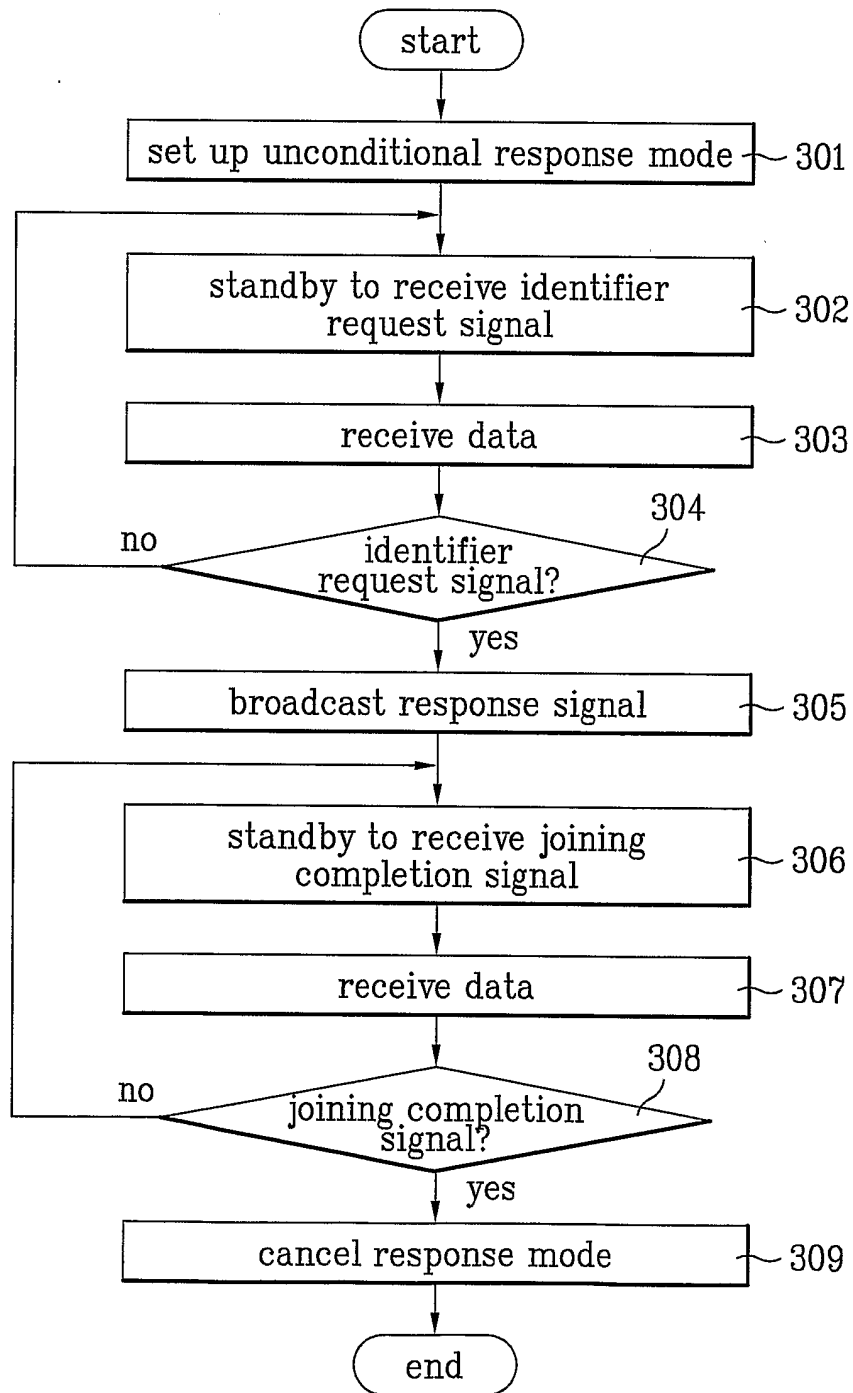 start
set up unconditional response mode
301
standby to receive identifier
request signal
302
receive data
303
304
no
identifier
request signal?
yes
broadcast response signal
305
standby to receive joining
completion signal
306
receive data
307
308
no
joining completion
signal?
yes
cancel response mode
309
end